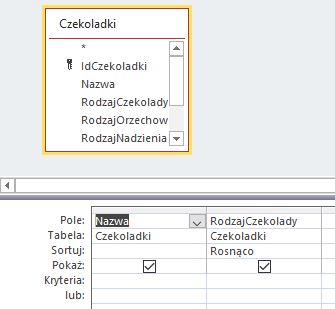 Czekoladki
*
IdCzekoladki
Nazwa
RodzajCzekolady
RodzajOrzechow
RodzajNadzienia
Pole: Nazwa RodzajCzekolady
Tabela: Czekoladki Czekoladki
Sortuj: Rosnąco
Pokaż:
Kryteria:
lub: